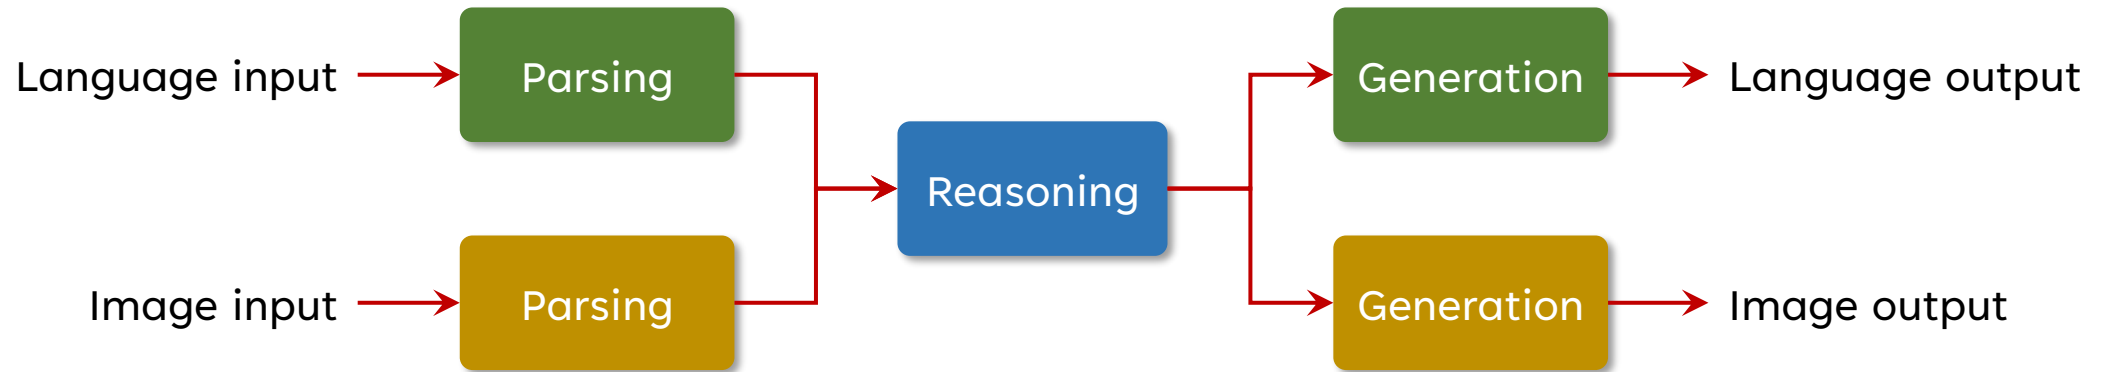 Language input
Parsing
Generation
Language output
Reasoning
Image input
Parsing
Generation
Image output